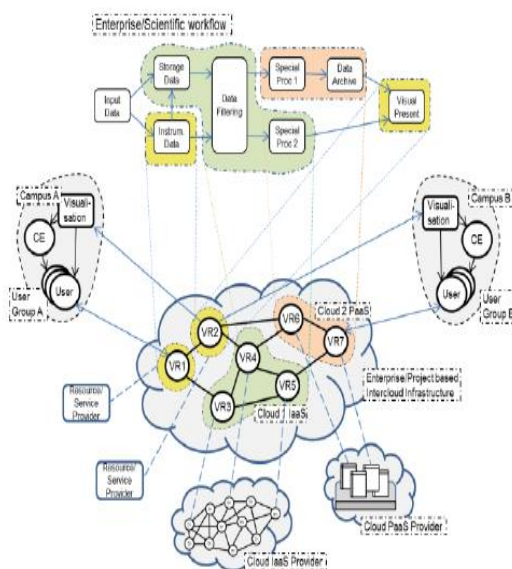 Enterprise/Scientific workflow
Storage
Data
Special
Proc 1
Data
Archive
Input
Data
Data
Filtering
Visual
Present
Instrum.
Data
Special
Proc 2
Campus A
Visuali-
sation
CE
User
User
Group A
Campus B
Visuali-
sation
CE
User
User
Group B
Cloud 2 PaaS
VR1
VR2
VR3
VR4
VR5
VR6
VR7
Cloud 1 IaaS
Enterprise/Project based
Intercloud Infrastructure
Resource/
Service
Provider
Resource/
Service
Provider
Cloud IaaS Provider
Cloud PaaS Provider